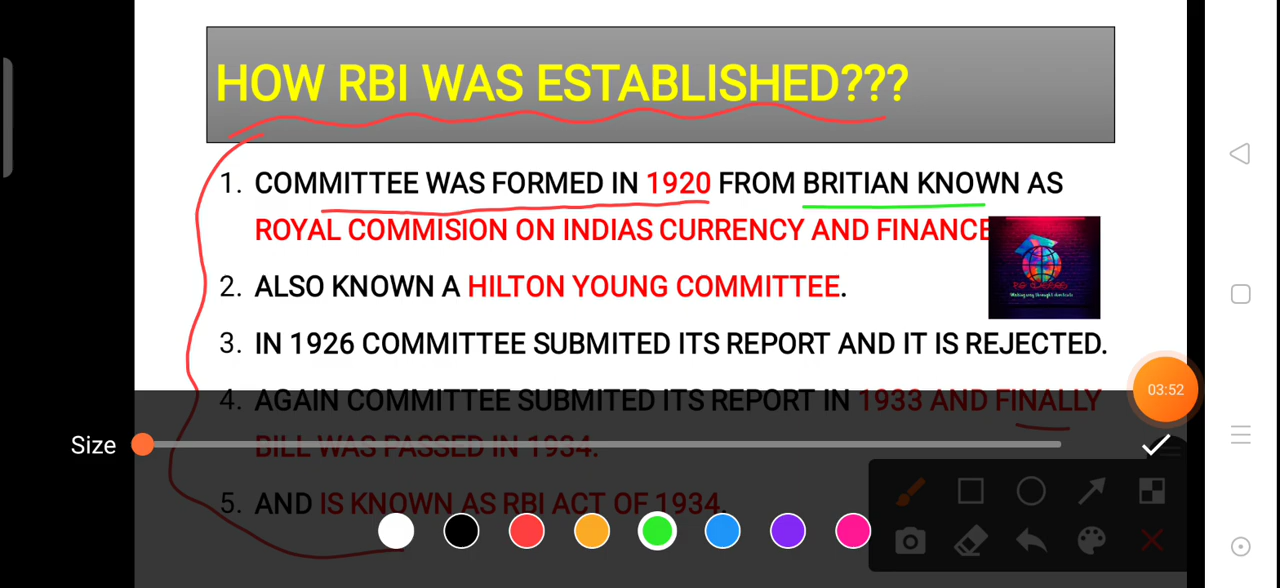 HOW RBI WAS ESTABLISHED???
1. COMMITTEE WAS FORMED IN 1920 FROM BRITIAN KNOWN AS
ROYAL COMMISION ON INDIAS CURRENCY AND FINANCE
2. ALSO KNOWN A HILTON YOUNG COMMITTEE.
3. IN 1926 COMMITTEE SUBMITED ITS REPORT AND IT IS REJECTED.
4. AGAIN COMMITTEE SUBMITED ITS REPORT IN 1933 AND FINALLY
BILL WAS PASSED IN 1934.
5. AND IS KNOWN AS RBI ACT OF 1934.
03:52
Size